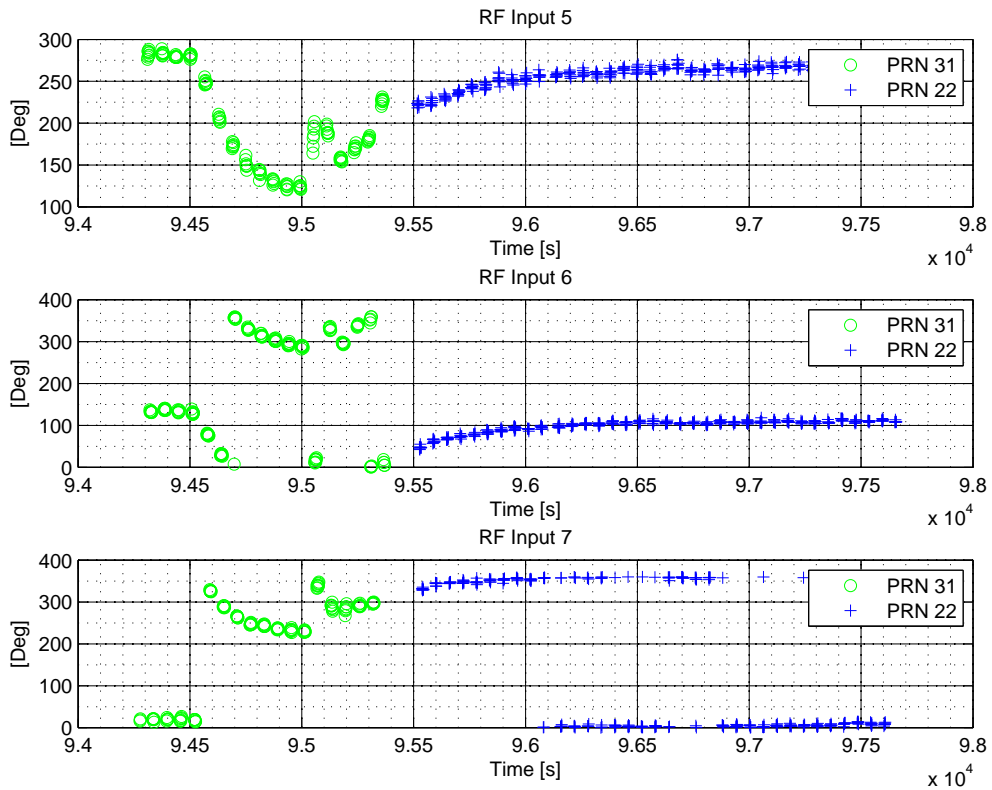 RF Input 5
300
250
200
150
100
[Deg]
PRN 31
PRN 22
9.4 9.45 9.5 9.55 9.6 9.65 9.7 9.75 9.8
Time [s]
x 10^4
RF Input 6
400
300
200
100
0
[Deg]
PRN 31
PRN 22
9.4 9.45 9.5 9.55 9.6 9.65 9.7 9.75 9.8
Time [s]
x 10^4
RF Input 7
400
300
200
100
0
[Deg]
PRN 31
PRN 22
9.4 9.45 9.5 9.55 9.6 9.65 9.7 9.75 9.8
Time [s]
x 10^4